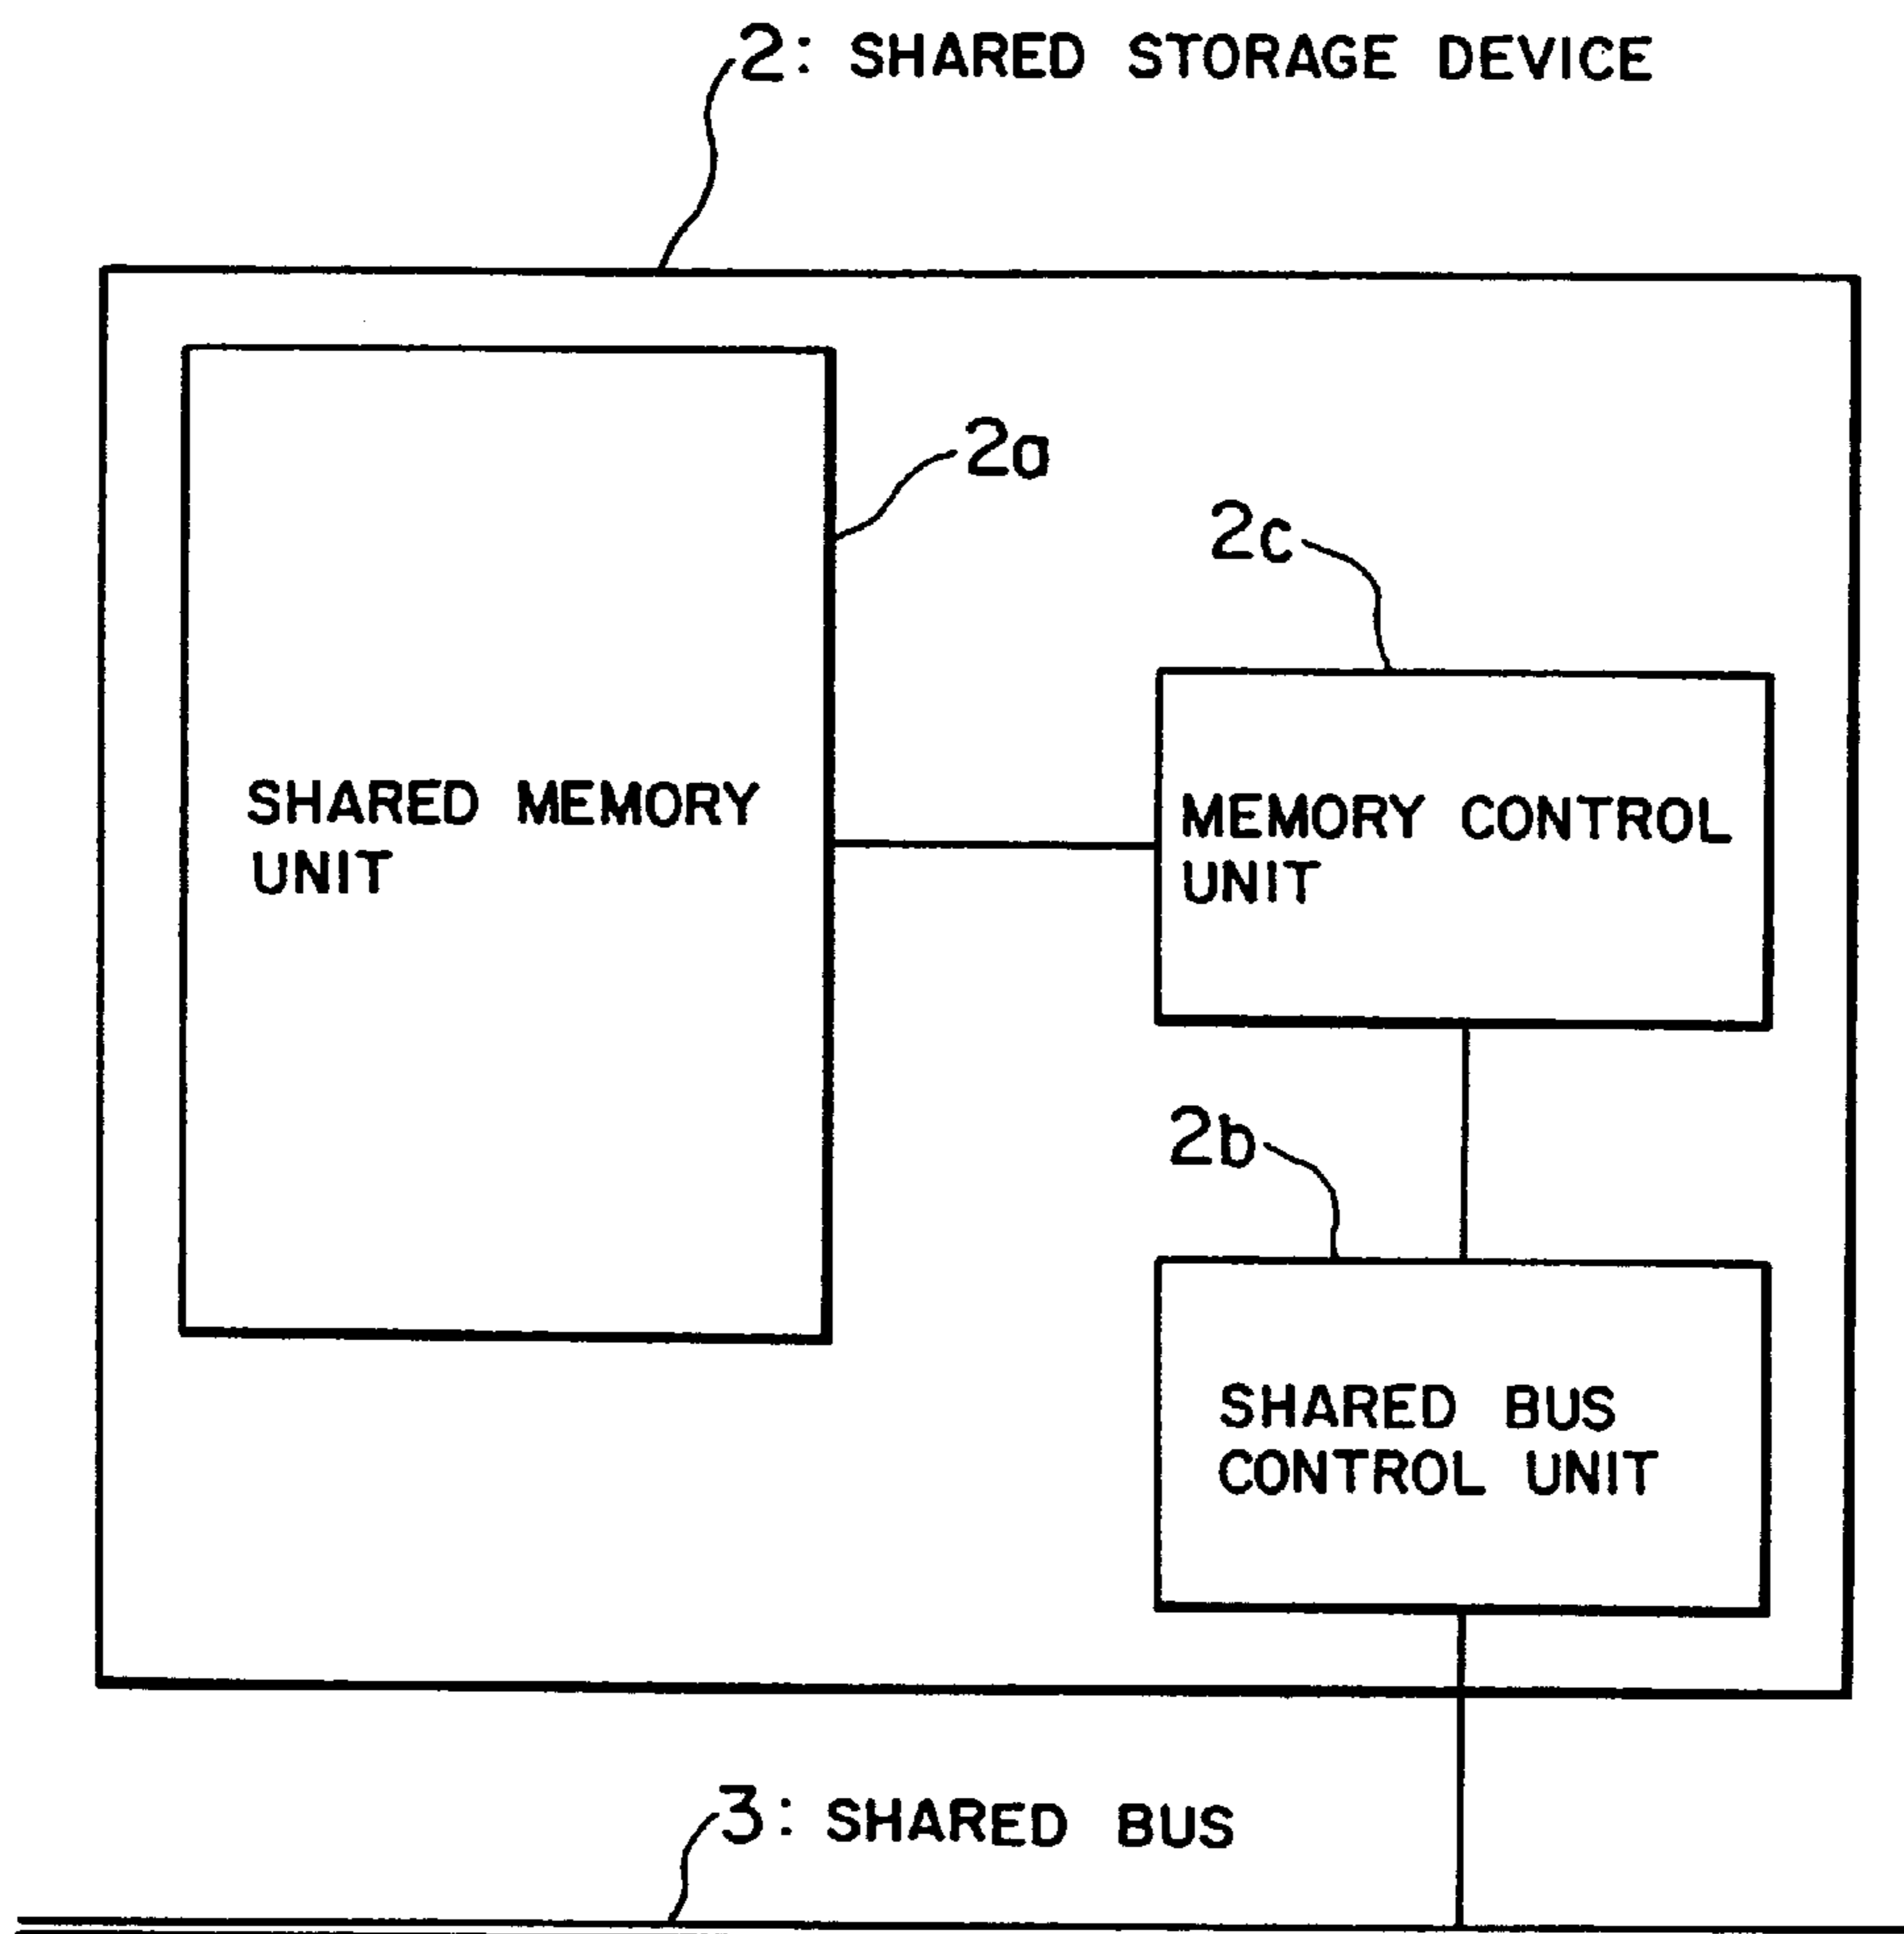 2: SHARED STORAGE DEVICE
2a
2c
SHARED MEMORY
UNIT
MEMORY CONTROL
UNIT
2b
SHARED BUS
CONTROL UNIT
3: SHARED BUS